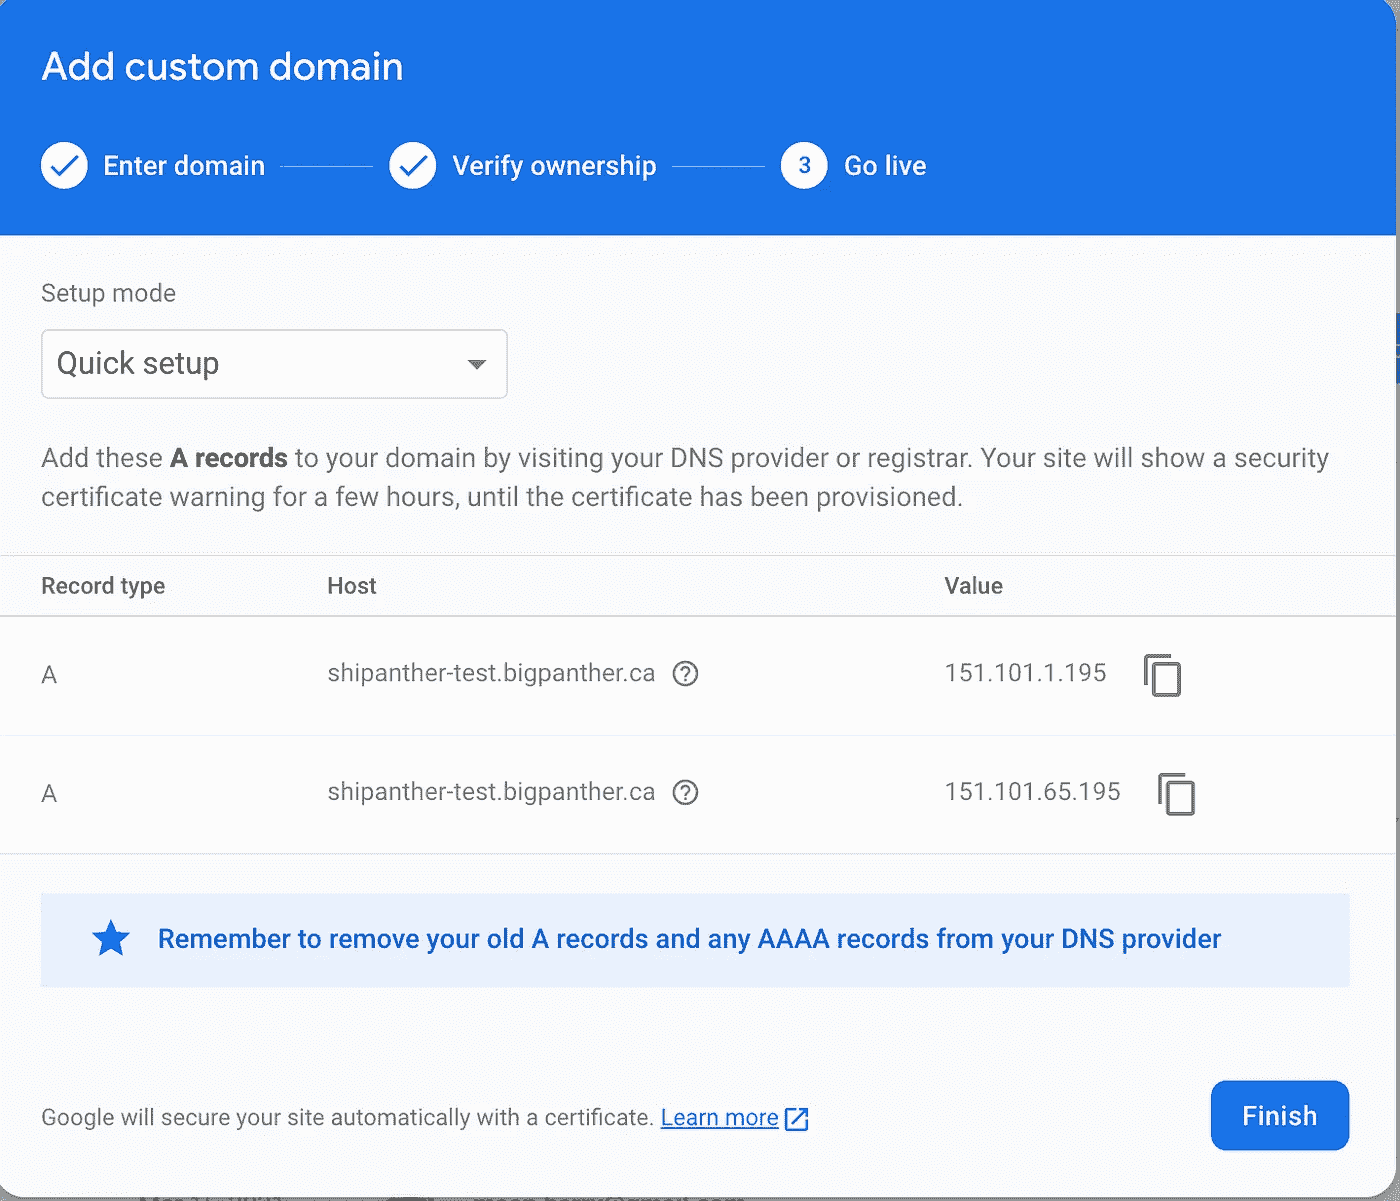 Add custom domain
Enter domain
Verify ownership
3 Go live
Setup mode
Quick setup
Add these A records to your domain by visiting your DNS provider or registrar. Your site will show a security
certificate warning for a few hours, until the certificate has been provisioned.
Record type Host Value
A shipanther-test.bigpanther.ca ? 151.101.1.195
A shipanther-test.bigpanther.ca ? 151.101.65.195
Remember to remove your old A records and any AAAA records from your DNS provider
Google will secure your site automatically with a certificate. Learn more
Finish